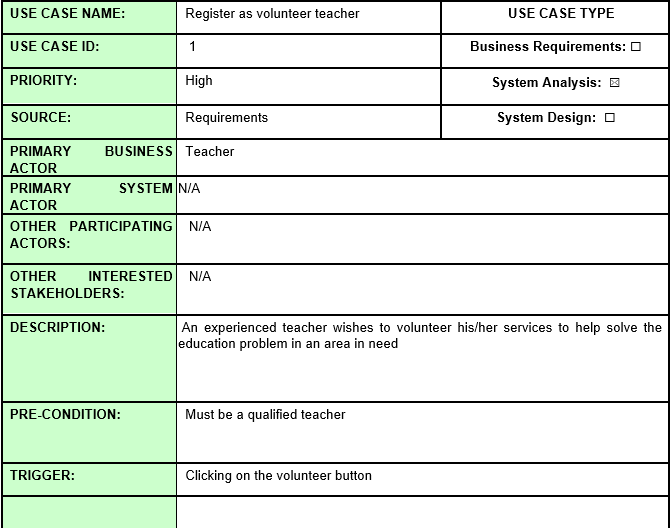 USE CASE NAME: Register as volunteer teacher USE CASE TYPE
USE CASE ID: 1 Business Requirements: ☐
PRIORITY: High System Analysis: ☒
SOURCE: Requirements System Design: ☐
PRIMARY BUSINESS ACTOR Teacher
PRIMARY SYSTEM ACTOR N/A
OTHER PARTICIPATING ACTORS: N/A
OTHER INTERESTED STAKEHOLDERS: N/A
DESCRIPTION: An experienced teacher wishes to volunteer his/her services to help solve the
education problem in an area in need
PRE-CONDITION: Must be a qualified teacher
TRIGGER: Clicking on the volunteer button